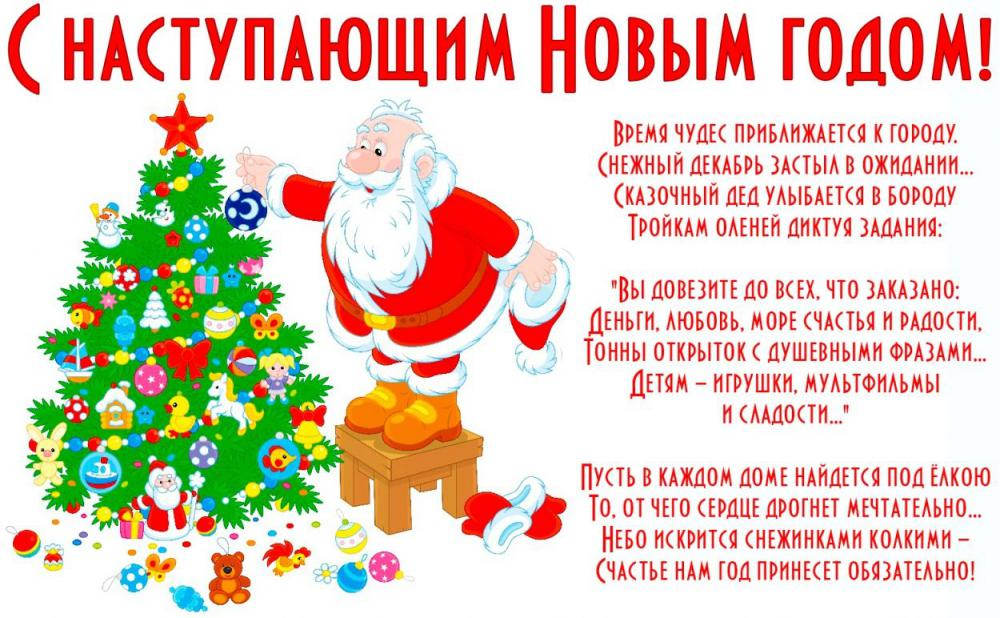 С наступающим Новым годом!
Время чудес приближается к городу.
Снежный декабрь застыл в ожидании...
Сказочный дед улыбается в бороду
Тройкам оленей диктуя задания:
"Вы довезите до всех, что заказано:
Деньги, любовь, море счастья и радости,
Тонны открыток с душевными фразами...
Детям – игрушки, мультфильмы
и сладости..."
Пусть в каждом доме найдется под ёлкою
То, от чего сердце дрогнет мечтательно...
Небо искрится снежинками колкими –
Счастье нам год принесет обязательно!